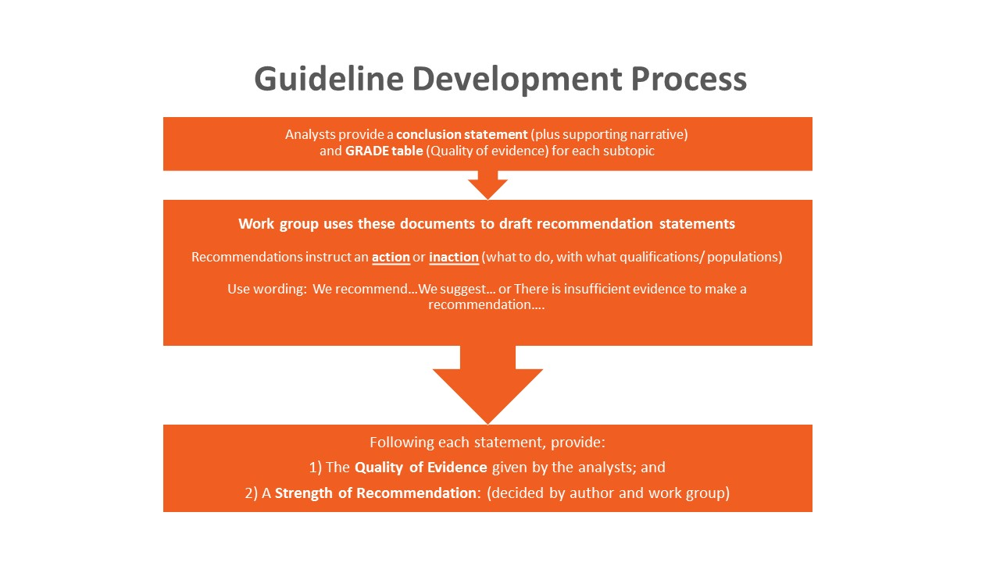 Guideline Development Process
Analysts provide a conclusion statement (plus supporting narrative)
and GRADE table (Quality of evidence) for each subtopic
Work group uses these documents to draft recommendation statements
Recommendations instruct an action or inaction (what to do, with what qualifications/ populations)
Use wording:  We recommend…We suggest… or There is insufficient evidence to make a
recommendation….
Following each statement, provide:
1) The Quality of Evidence given by the analysts; and
2) A Strength of Recommendation: (decided by author and work group)